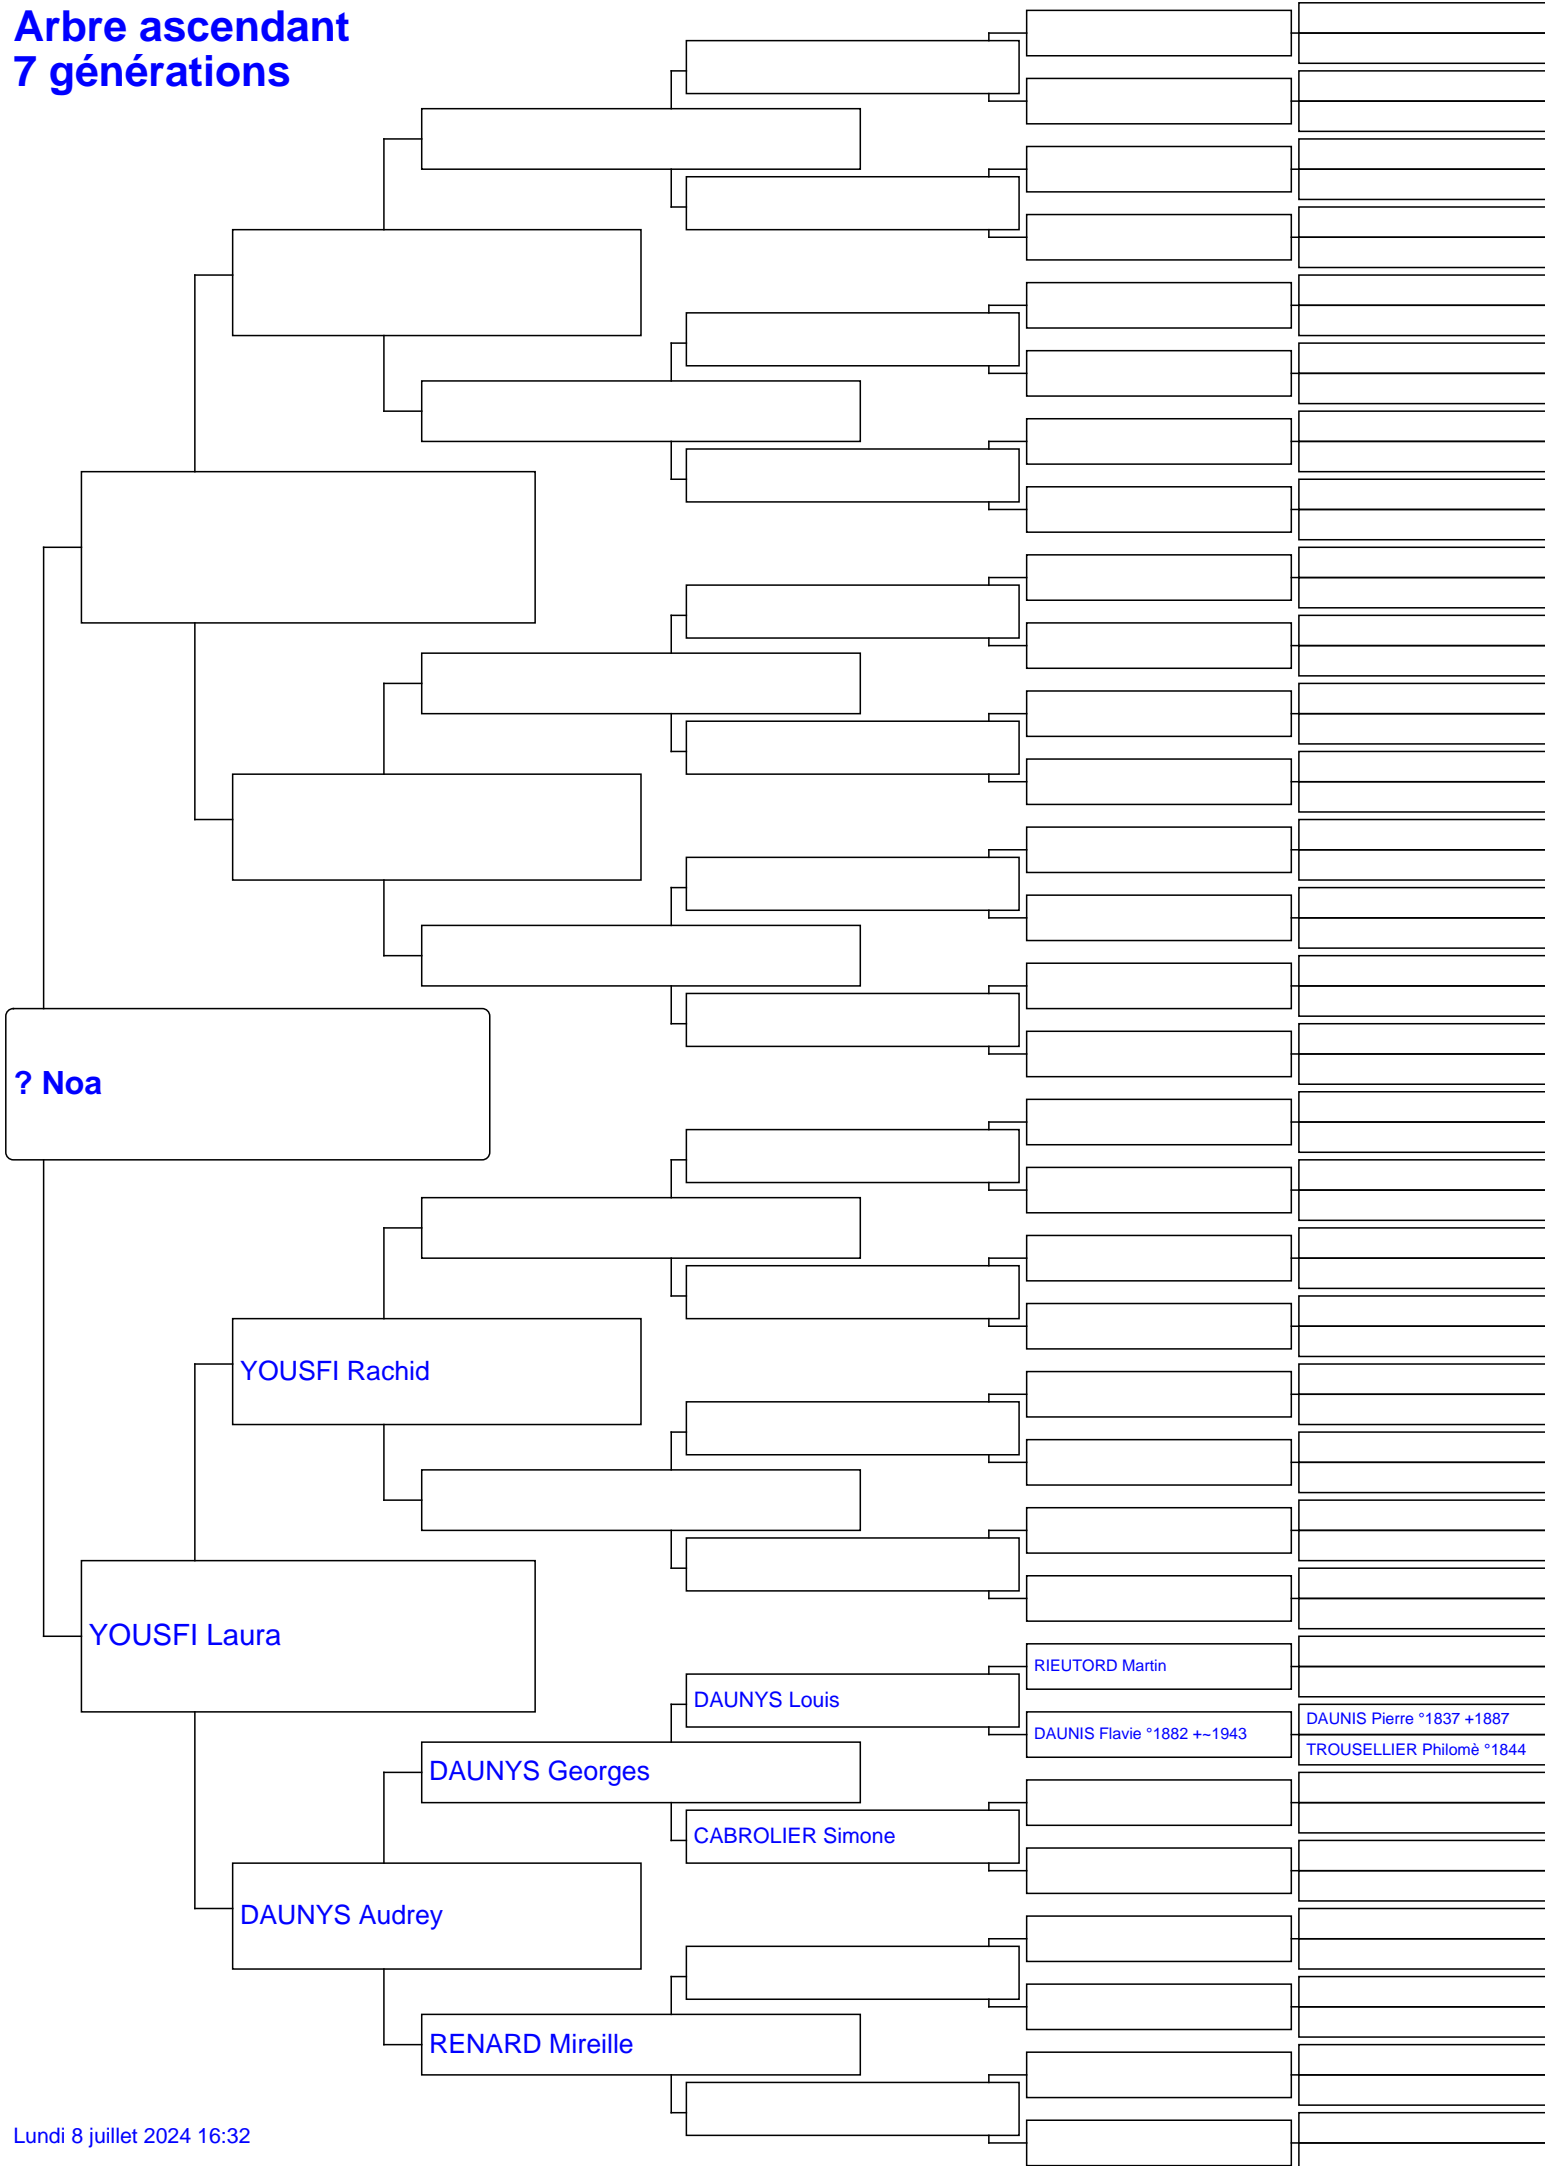 Arbre ascendant
7 générations
? Noa
YOUSFI Rachid
YOUSFI Laura
RIEUTORD Martin
DAUNYS Louis
DAUNIS Flavie °1882 +~1943
DAUNIS Pierre °1837 +1887
TROUSELLIER Philomè °1844
DAUNYS Georges
CABROLIER Simone
DAUNYS Audrey
RENARD Mireille
Lundi 8 juillet 2024 16:32